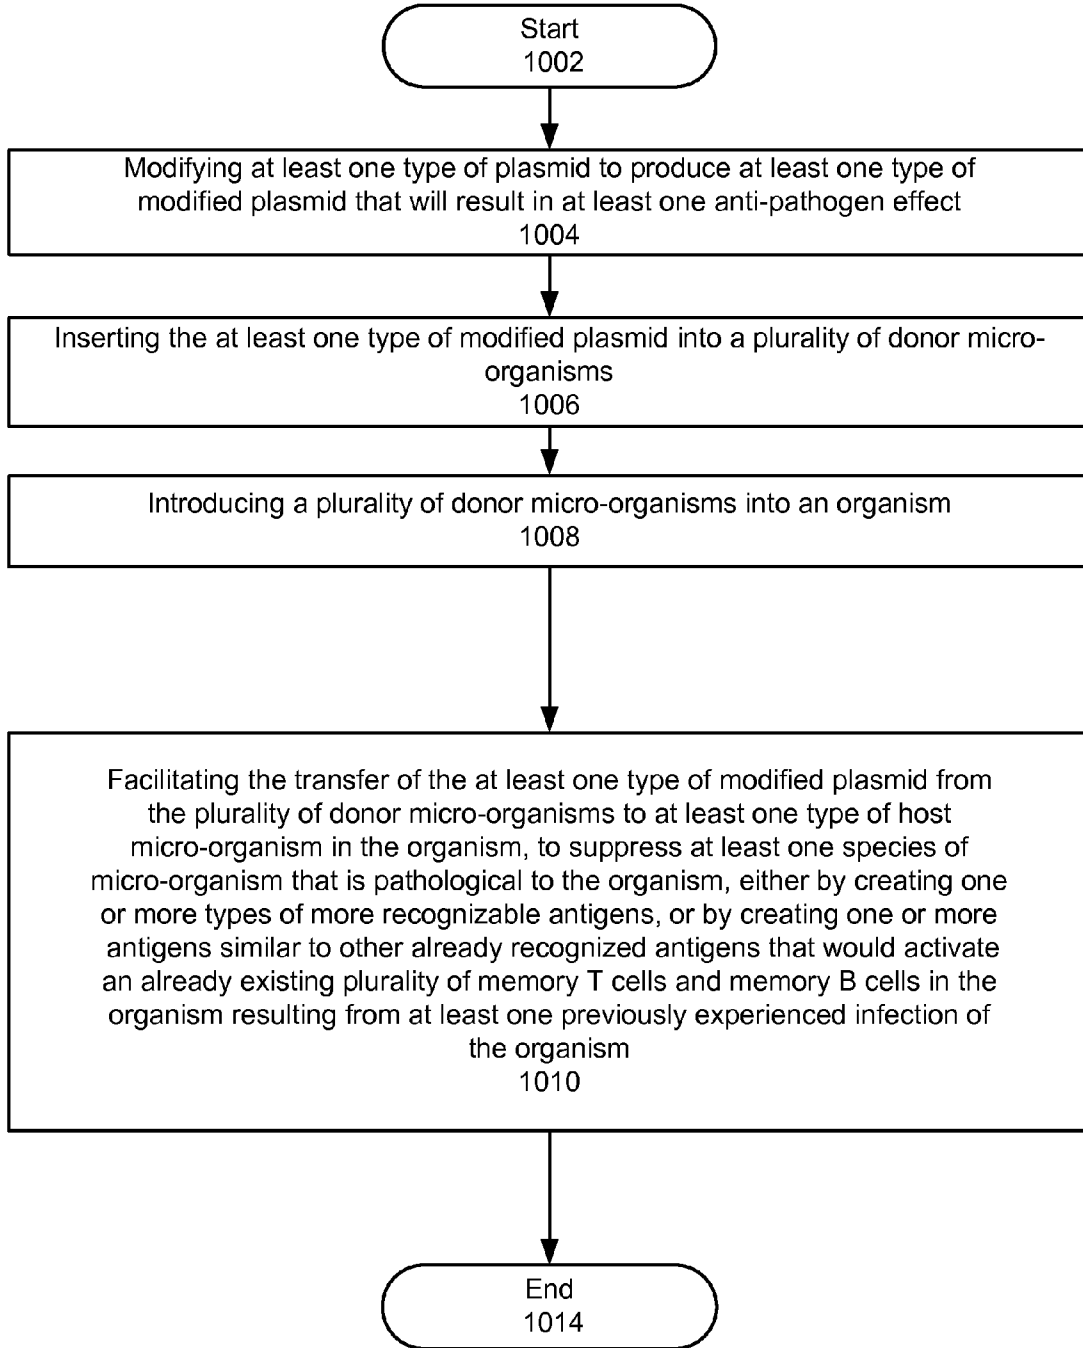 Start
1002
Modifying at least one type of plasmid to produce at least one type of
modified plasmid that will result in at least one anti-pathogen effect
1004
Inserting the at least one type of modified plasmid into a plurality of donor micro-
organisms
1006
Introducing a plurality of donor micro-organisms into an organism
1008
Facilitating the transfer of the at least one type of modified plasmid from
the plurality of donor micro-organisms to at least one type of host
micro-organism in the organism, to suppress at least one species of
micro-organism that is pathological to the organism, either by creating one
or more types of more recognizable antigens, or by creating one or more
antigens similar to other already recognized antigens that would activate
an already existing plurality of memory T cells and memory B cells in the
organism resulting from at least one previously experienced infection of
the organism
1010
End
1014